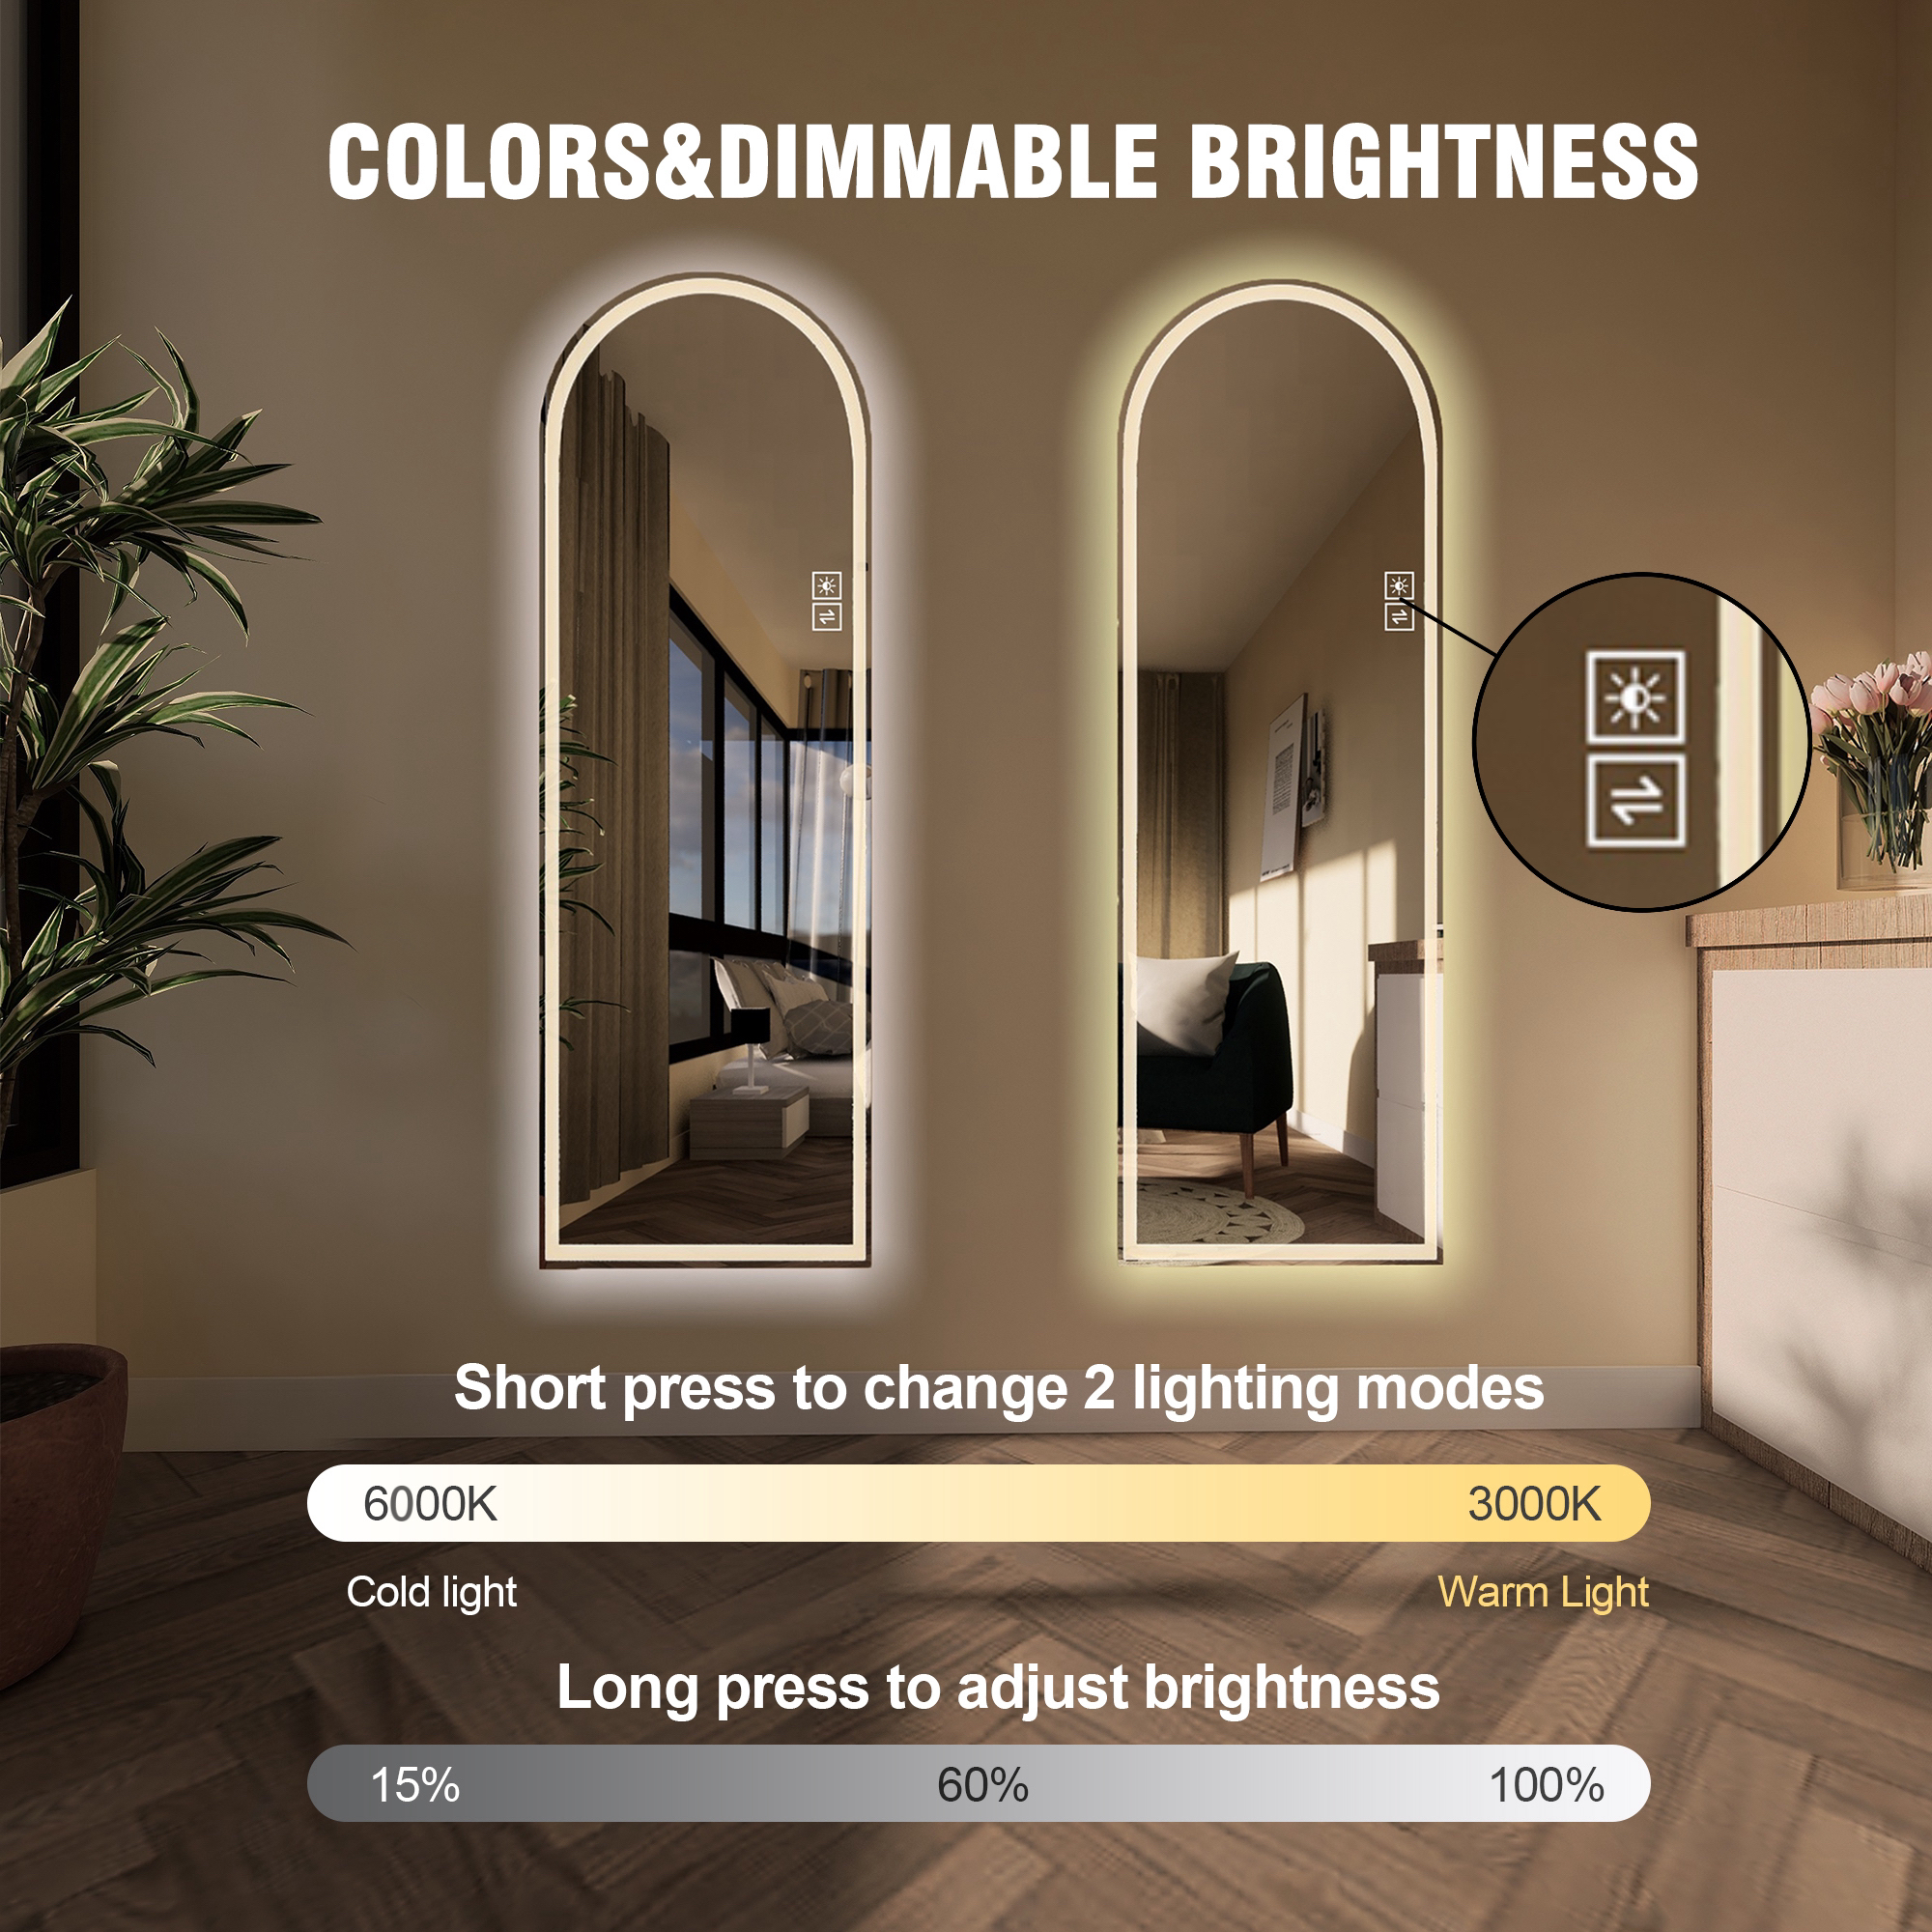 COLORS&DIMMABLE BRIGHTNESS
Short press to change 2 lighting modes
6000K 3000K
Cold light Warm Light
Long press to adjust brightness
15% 60% 100%